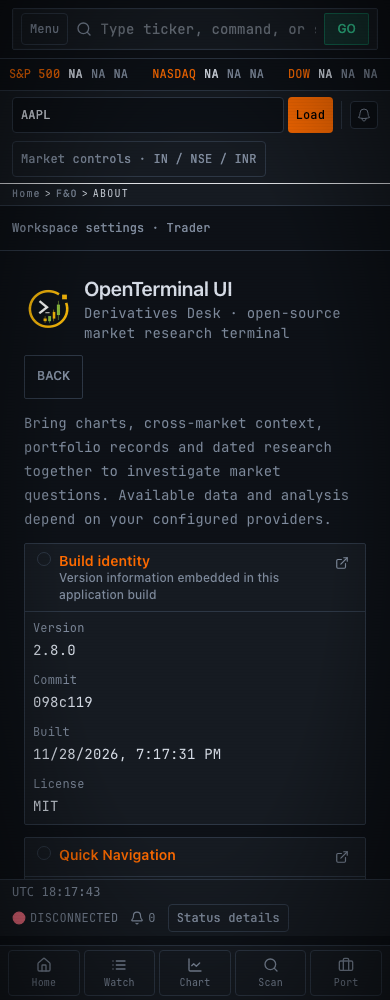 Menu Type ticker, command, or s GO
S&P 500 NA NA NA NASDAQ NA NA NA DOW NA NA NA
AAPL Load
Market controls · IN / NSE / INR
Home > F&O > ABOUT
Workspace settings · Trader
OpenTerminal UI
Derivatives Desk · open-source
market research terminal
BACK
Bring charts, cross-market context,
portfolio records and dated research
together to investigate market
questions. Available data and analysis
depend on your configured providers.
Build identity
Version information embedded in this
application build
Version
2.8.0
Commit
098c119
Built
11/28/2026, 7:17:31 PM
License
MIT
Quick Navigation
UTC 18:17:43
DISCONNECTED 0 Status details
Home Watch Chart Scan Port